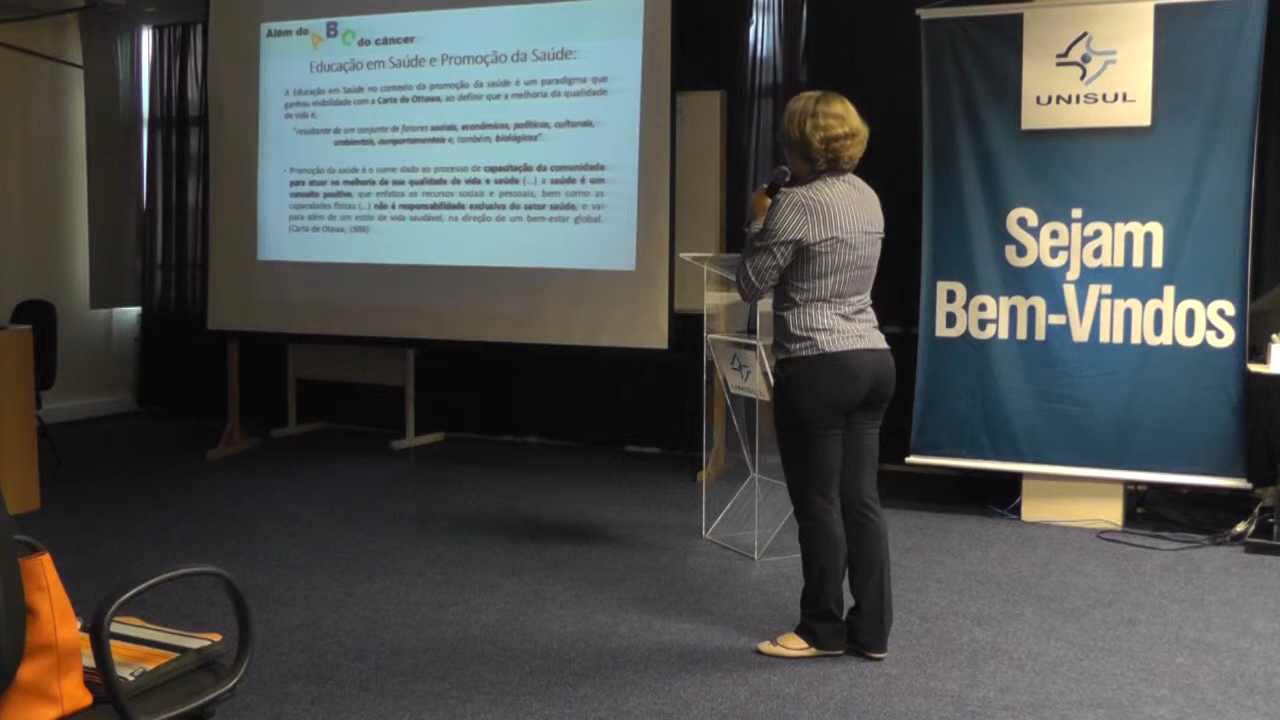 Além do A B C do câncer
Educação em Saúde e Promoção da Saúde:
A Educação em Saúde no contexto da promoção da saúde é um paradigma que
ganhou visibilidade com a Carta de Ottawa, ao definir que a melhoria da qualidade
de vida é,
"resultante de um conjunto de fatores sociais, econômicos, políticos, culturais,
ambientais, comportamentais e, também, biológicos"
• Promoção da saúde é o nome dado ao processo de capacitação da comunidade
para atuar na melhoria de sua qualidade de vida e saúde (...) a saúde é um
conceito positivo, que enfatiza os recursos sociais e pessoais, bem como as
capacidades físicas (...) não é responsabilidade exclusiva do setor saúde, e vai
para além de um estilo de vida saudável, na direção de um bem-estar global.
(Carta de Otawa, 1986)
UNISUL
UNISUL
Sejam
Bem-Vindos